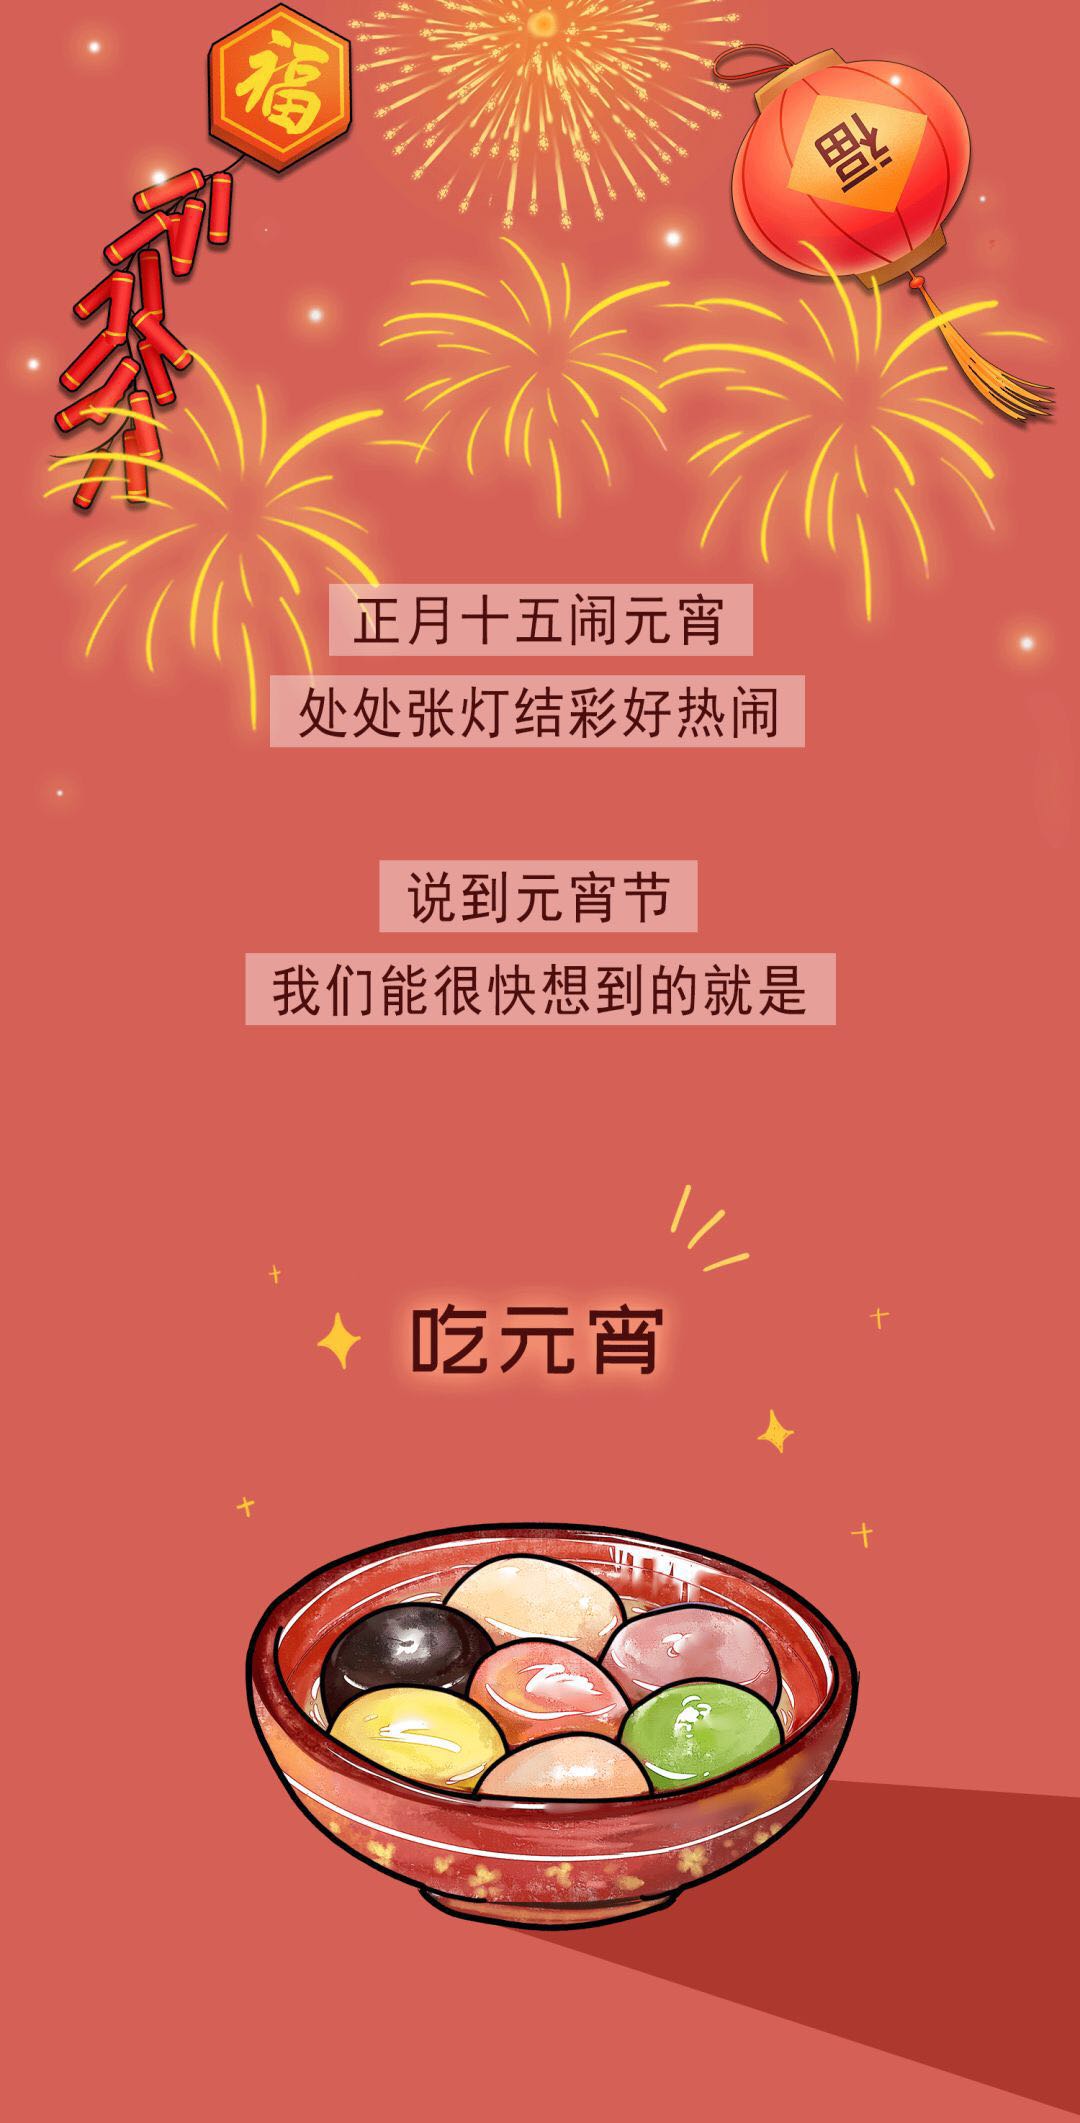 福
福
正月十五闹元宵
处处张灯结彩好热闹
说到元宵节
我们能很快想到的就是
吃元宵